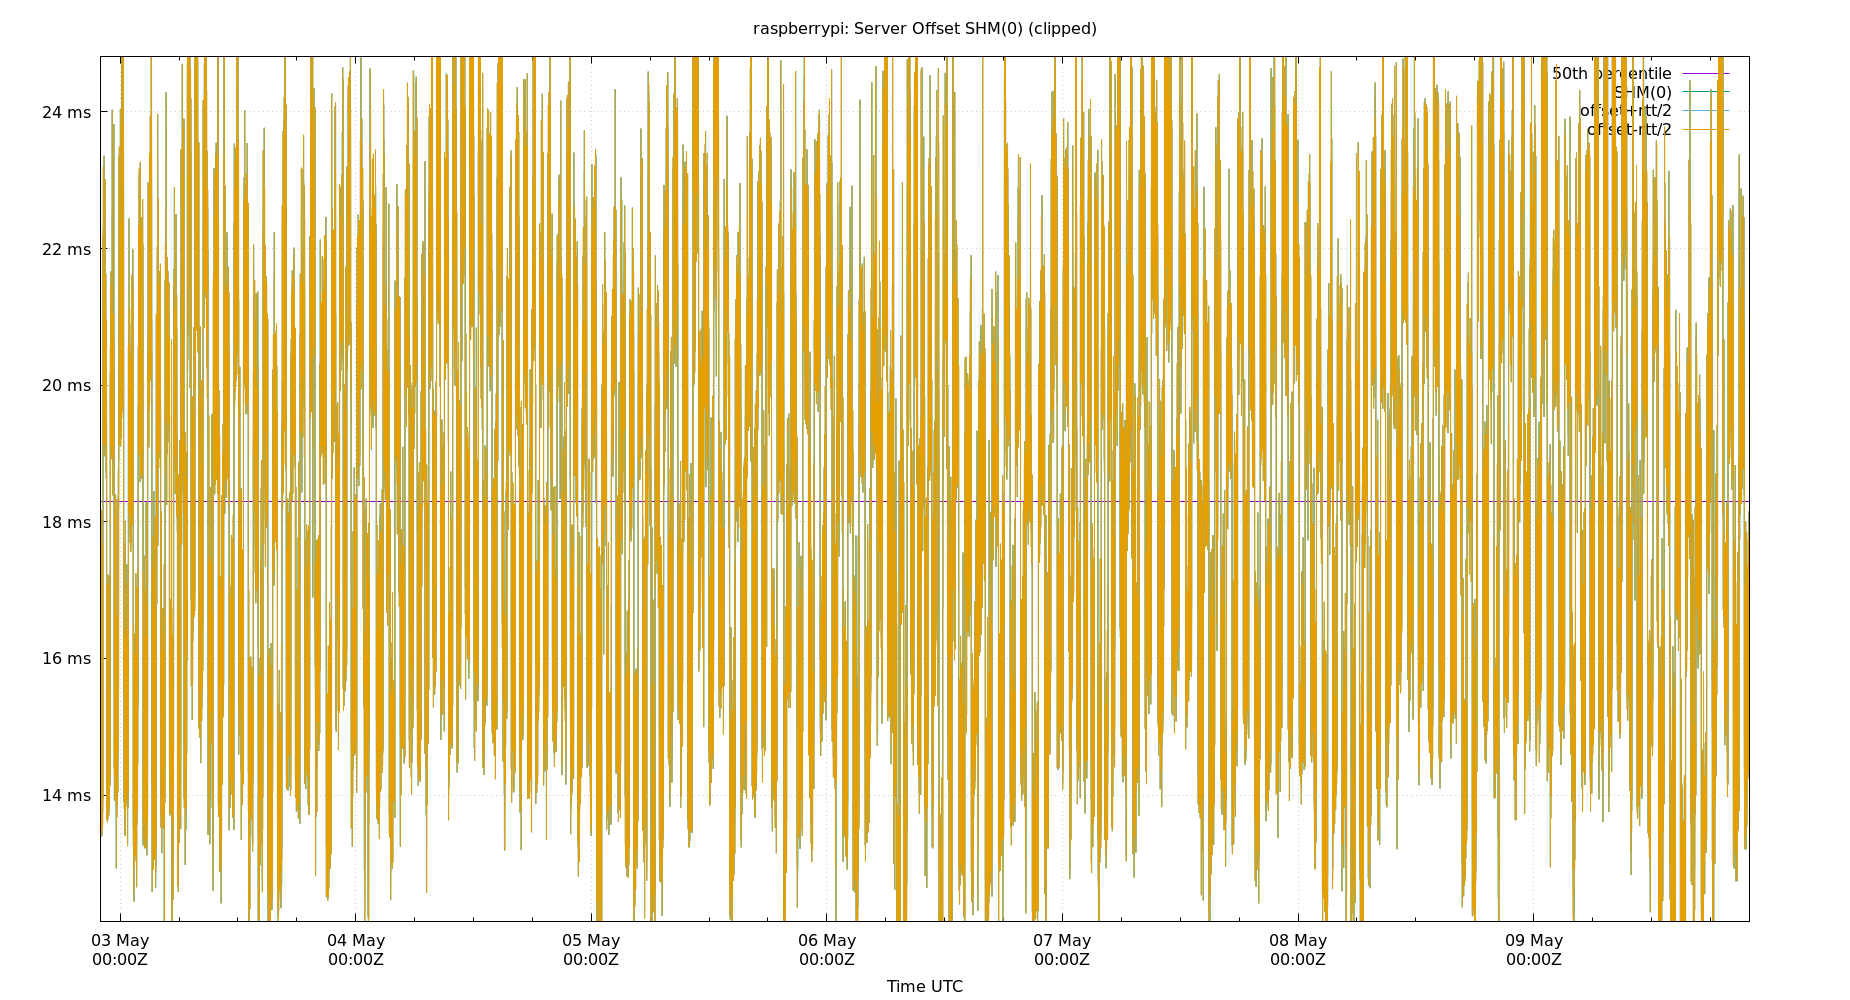 raspberrypi: Server Offset SHM(0) (clipped)
50th percentile
SHM(0)
offset+rtt/2
offset-rtt/2
24 ms
22 ms
20 ms
18 ms
16 ms
14 ms
03 May 04 May 05 May 06 May 07 May 08 May 09 May
00:00Z 00:00Z 00:00Z 00:00Z 00:00Z 00:00Z 00:00Z
Time UTC